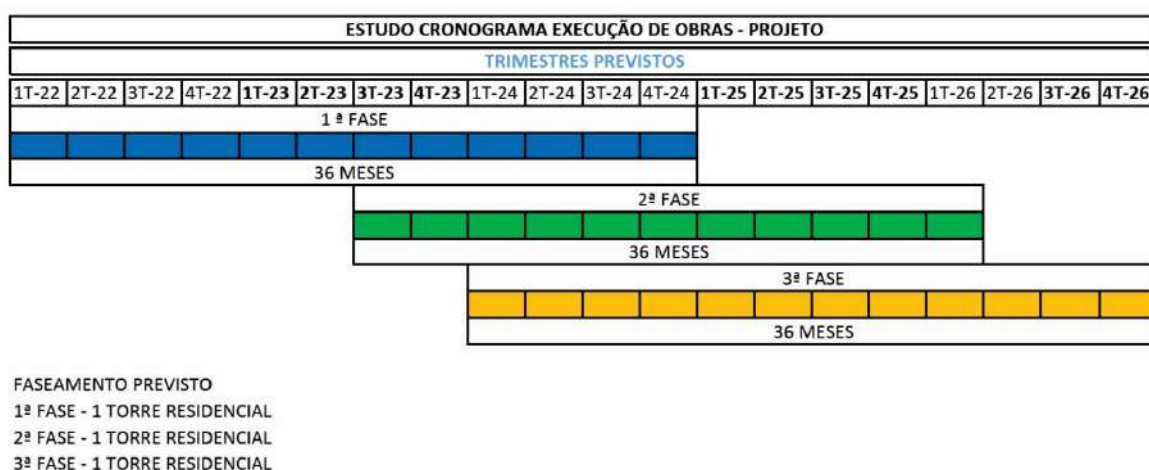 ESTUDO CRONOGRAMA EXECUÇÃO DE OBRAS - PROJETO
TRIMESTRES PREVISTOS
1T-22 2T-22 3T-22 4T-22 1T-23 2T-23 3T-23 4T-23 1T-24 2T-24 3T-24 4T-24 1T-25 2T-25 3T-25 4T-25 1T-26 2T-26 3T-26 4T-26
1 ª FASE
36 MESES
2ª FASE
36 MESES
3ª FASE
36 MESES
FASEAMENTO PREVISTO
1ª FASE - 1 TORRE RESIDENCIAL
2ª FASE - 1 TORRE RESIDENCIAL
3ª FASE - 1 TORRE RESIDENCIAL